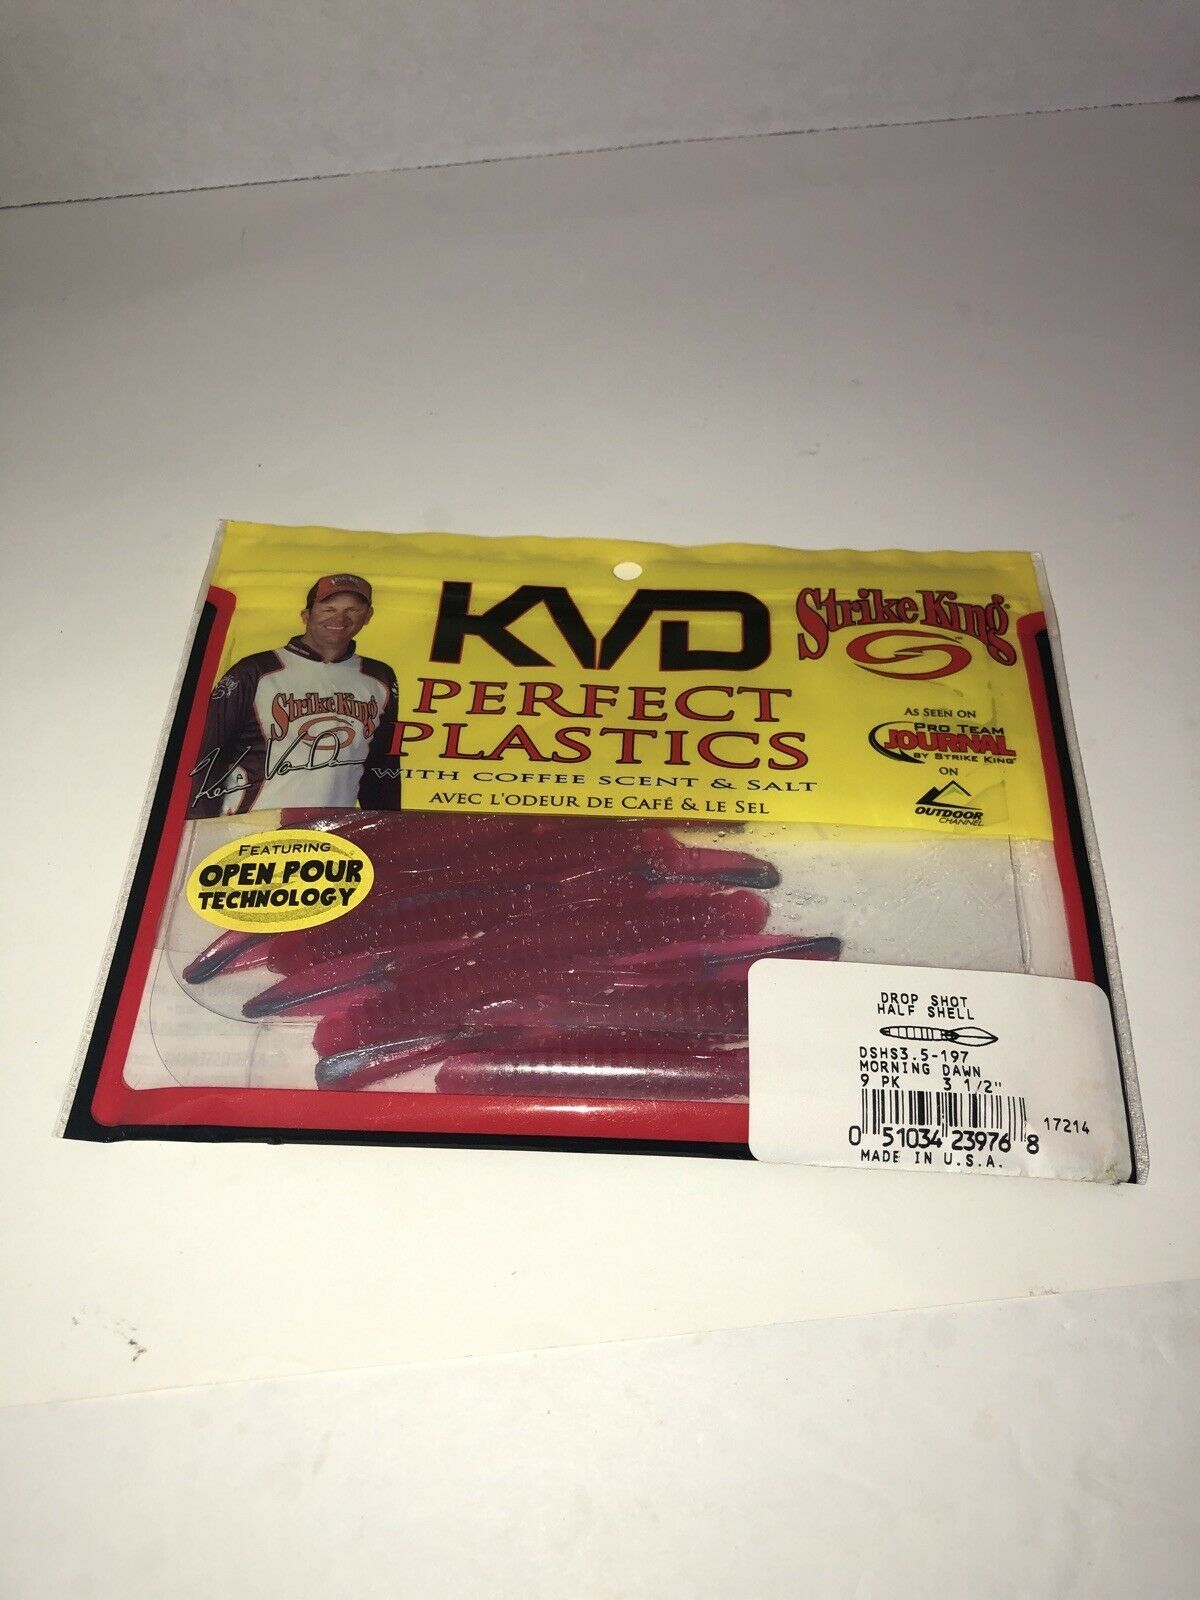 KVD
PERFECT
PLASTICS
WITH COFFEE SCENT & SALT
AVEC L'ODEUR DE CAFÉ & LE SEL
Strike King®
AS SEEN ON
PRO TEAM
JOURNAL
BY STRIKE KING®
ON
OUTDOOR
CHANNEL
Strike King
Kevin VanDam
FEATURING
OPEN POUR
TECHNOLOGY
DROP SHOT
HALF SHELL
DSHS3.5-197
MORNING DAWN
9 PK 3 1/2"
17214
0 51034 23976 8
MADE IN U.S.A.